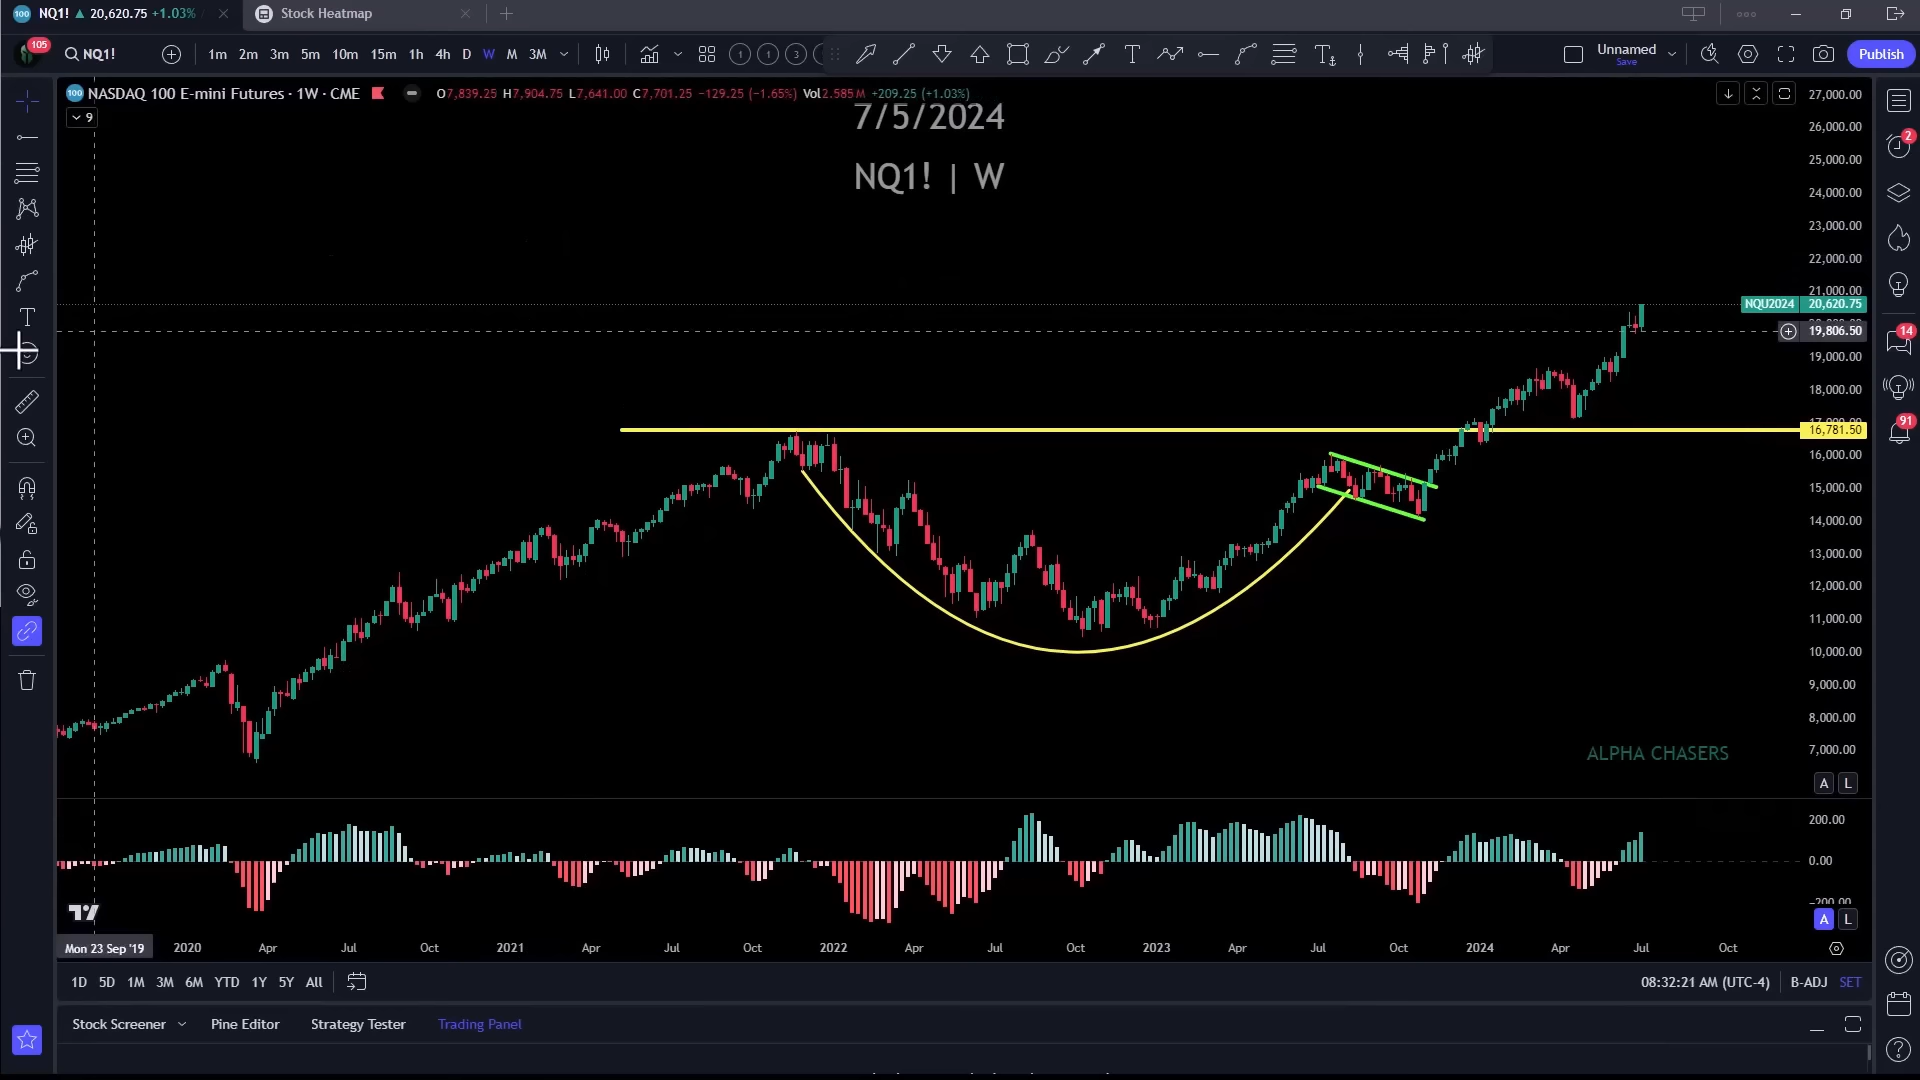 NQ1! ▲ 20,620.75 +1.03%
Stock Heatmap
105
NQ1!
1m 2m 3m 5m 10m 15m 1h 4h D W M 3M
Unnamed
Save
Publish
NASDAQ 100 E-mini Futures · 1W · CME
O7,839.25 H7,904.75 L7,641.00 C7,701.25 −129.25 (−1.65%) Vol2.585M +209.25 (+1.03%)
9
7/5/2024
NQ1! | W
27,000.00
26,000.00
25,000.00
24,000.00
23,000.00
22,000.00
21,000.00
NQU2024 20,620.75
19,806.50
19,000.00
18,000.00
16,781.50
16,000.00
15,000.00
14,000.00
13,000.00
12,000.00
11,000.00
10,000.00
9,000.00
8,000.00
7,000.00
ALPHA CHASERS
A L
200.00
0.00
−200.00
A L
Mon 23 Sep '19 2020 Apr Jul Oct 2021 Apr Jul Oct 2022 Apr Jul Oct 2023 Apr Jul Oct 2024 Apr Jul Oct
1D 5D 1M 3M 6M YTD 1Y 5Y All
08:32:21 AM (UTC-4) B-ADJ SET
Stock Screener Pine Editor Strategy Tester Trading Panel
2
14
91